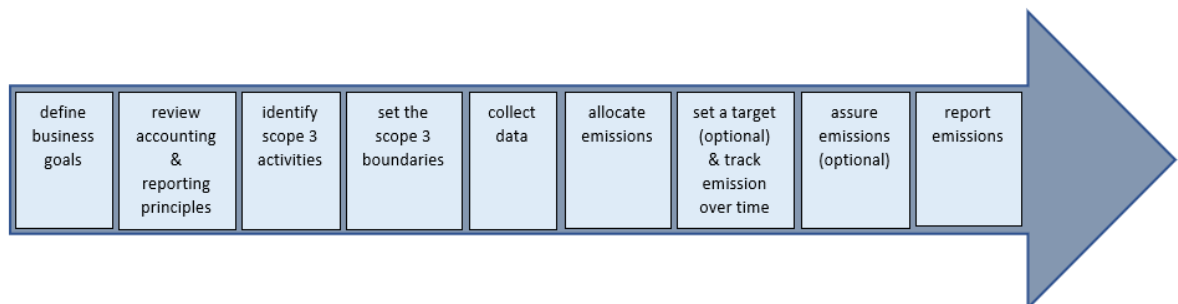 define
business
goals
review
accounting
&
reporting
principles
identify
scope 3
activities
set the
scope 3
boundaries
collect
data
allocate
emissions
set a target
(optional)
& track
emission
over time
assure
emissions
(optional)
report
emissions